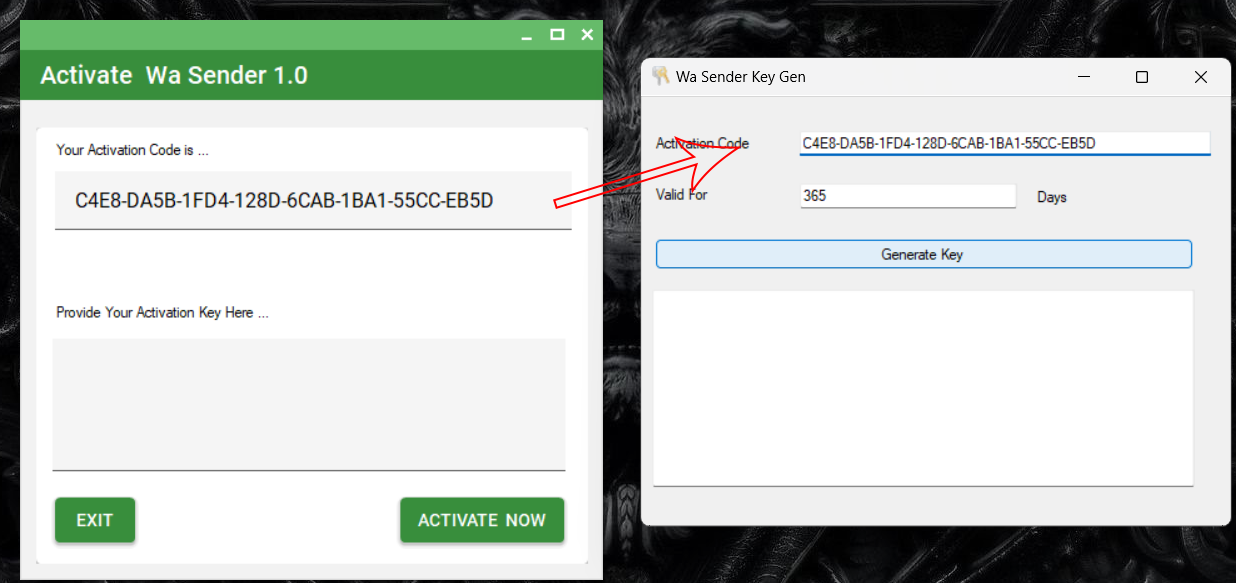 Activate Wa Sender 1.0
Your Activation Code is ...
C4E8-DA5B-1FD4-128D-6CAB-1BA1-55CC-EB5D
Provide Your Activation Key Here ...
EXIT
ACTIVATE NOW
Wa Sender Key Gen
Activation Code
C4E8-DA5B-1FD4-128D-6CAB-1BA1-55CC-EB5D
Valid For
365
Days
Generate Key